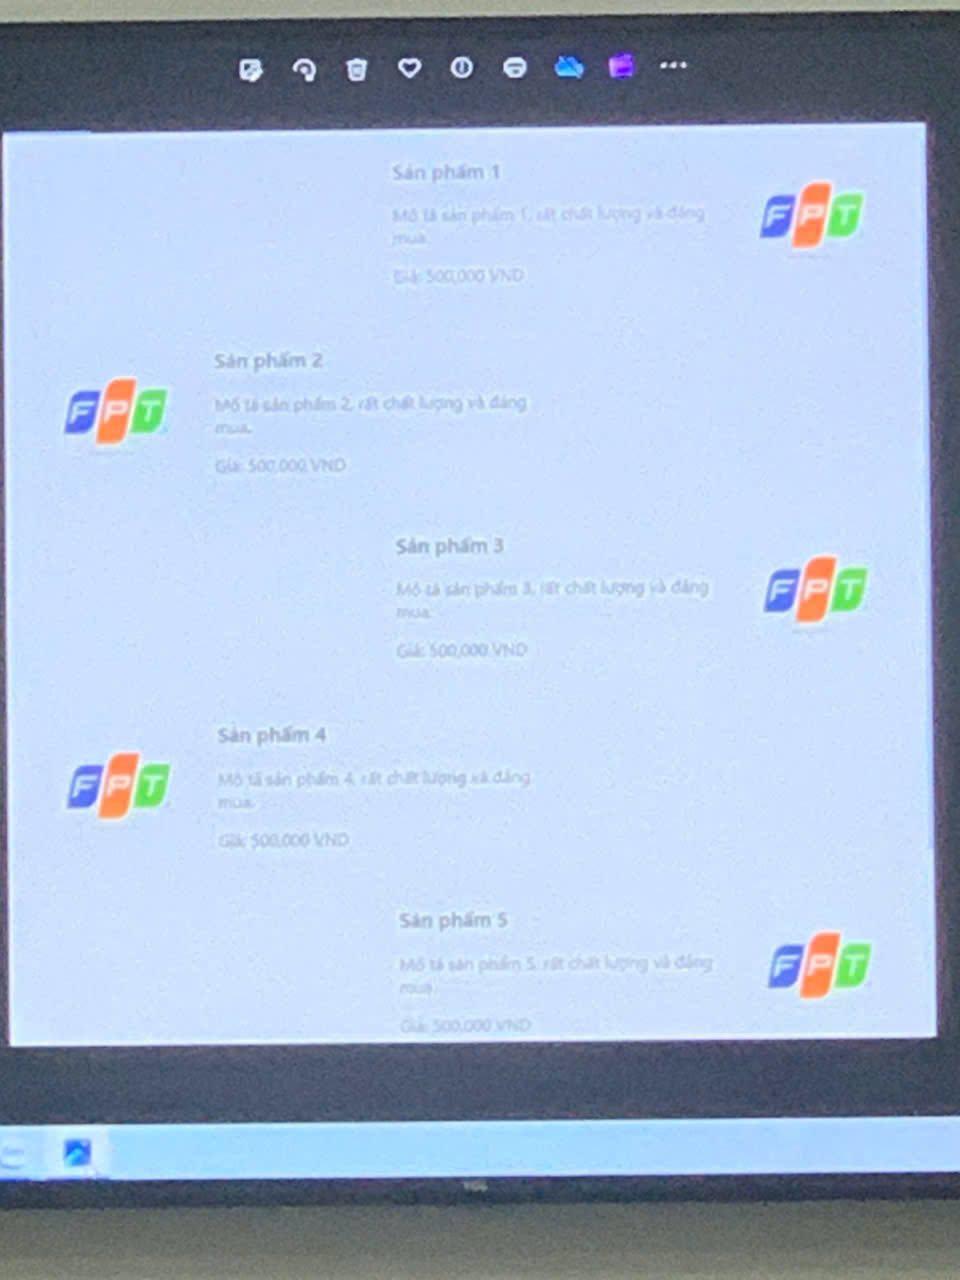 Sản phẩm 1
Mô tả sản phẩm 1, rất chất lượng và đáng
mua.
Giá: 500,000 VND
FPT
Sản phẩm 2
Mô tả sản phẩm 2, rất chất lượng và đáng
mua.
Giá: 500,000 VND
FPT
Sản phẩm 3
Mô tả sản phẩm 3, rất chất lượng và đáng
mua.
Giá: 500,000 VND
FPT
Sản phẩm 4
Mô tả sản phẩm 4, rất chất lượng và đáng
mua.
Giá: 500,000 VND
FPT
Sản phẩm 5
Mô tả sản phẩm 5, rất chất lượng và đáng
mua.
Giá: 500,000 VND
FPT